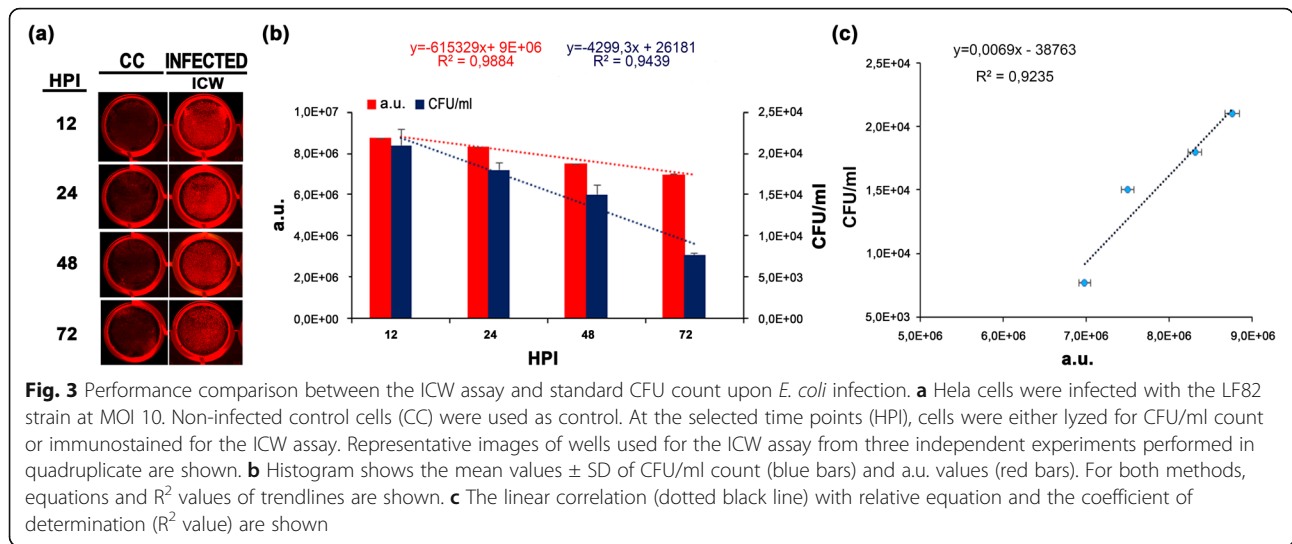 (a)
CC INFECTED
HPI ICW
12
24
48
72
(b)
y=-615329x+ 9E+06 y=-4299,3x + 26181
R² = 0,9884 R² = 0,9439
a.u. CFU/ml
1,0E+07 2,5E+04
8,0E+06 2,0E+04
6,0E+06 1,5E+04
4,0E+06 1,0E+04
2,0E+06 5,0E+03
0,0E+00 0,0E+00
a.u.
CFU/ml
12 24 48 72
HPI
(c)
y=0,0069x - 38763
R² = 0,9235
2,5E+04
2,0E+04
1,5E+04
1,0E+04
5,0E+03
CFU/ml
5,0E+06 6,0E+06 7,0E+06 8,0E+06 9,0E+06
a.u.
Fig. 3 Performance comparison between the ICW assay and standard CFU count upon E. coli infection. a Hela cells were infected with the LF82
strain at MOI 10. Non-infected control cells (CC) were used as control. At the selected time points (HPI), cells were either lyzed for CFU/ml count
or immunostained for the ICW assay. Representative images of wells used for the ICW assay from three independent experiments performed in
quadruplicate are shown. b Histogram shows the mean values ± SD of CFU/ml count (blue bars) and a.u. values (red bars). For both methods,
equations and R² values of trendlines are shown. c The linear correlation (dotted black line) with relative equation and the coefficient of
determination (R² value) are shown